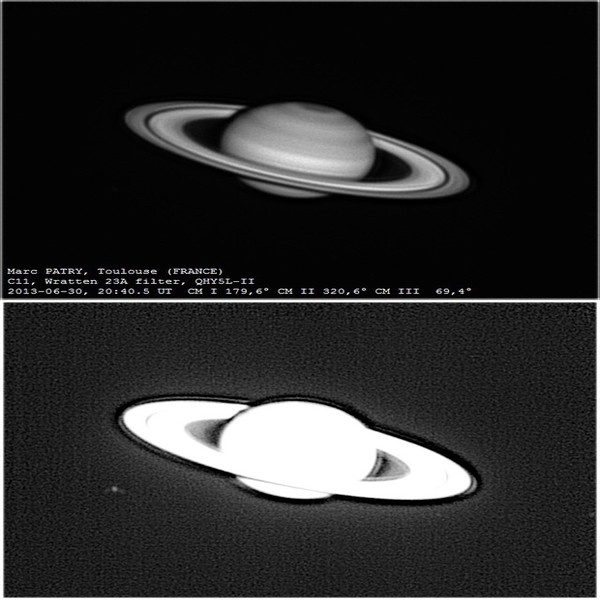 Marc PATRY, Toulouse (FRANCE)
C11, Wratten 23A filter, QHY5L-II
2013-06-30, 20:40.5 UT CM I 179,6° CM II 320,6° CM III 69,4°